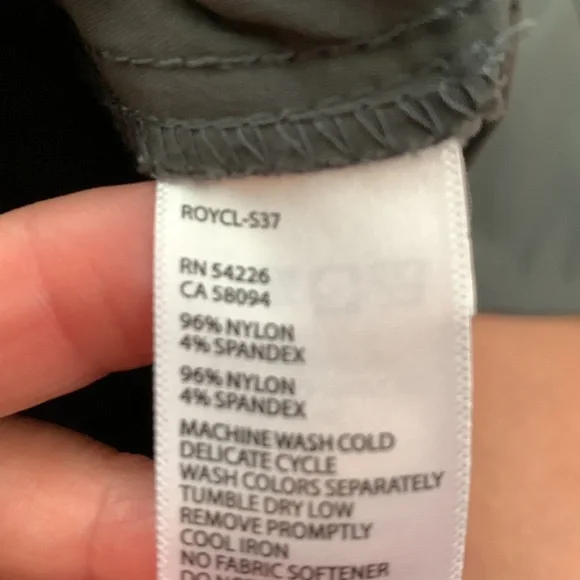 ROYCL-S37
RN 54226
CA 58094
96% NYLON
4% SPANDEX
96% NYLON
4% SPANDEX
MACHINE WASH COLD
DELICATE CYCLE
WASH COLORS SEPARATELY
TUMBLE DRY LOW
REMOVE PROMPTLY
COOL IRON
NO FABRIC SOFTENER